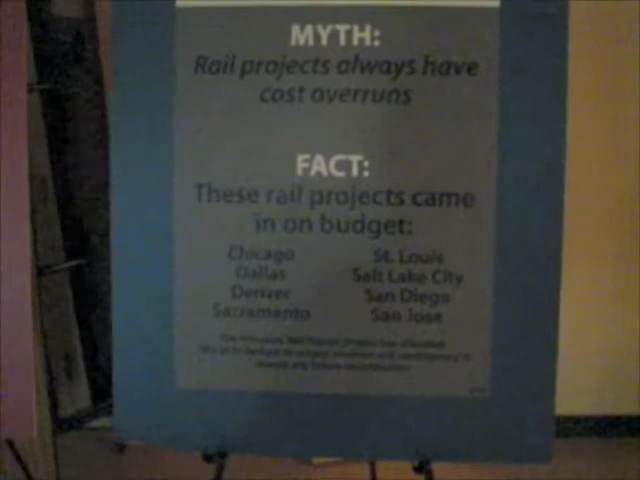 MYTH:
Rail projects always have
cost overruns
FACT:
These rail projects came
in on budget:
Chicago St. Louis
Dallas Salt Lake City
Denver San Diego
Sacramento San Jose